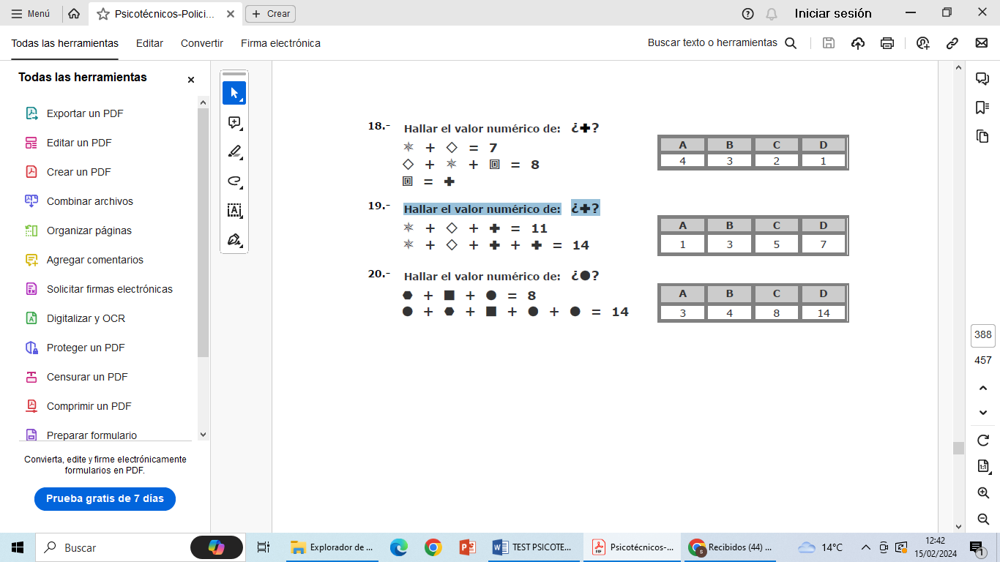 Menú
Psicotécnicos-Polici...
Crear
Iniciar sesión
Todas las herramientas
Editar
Convertir
Firma electrónica
Buscar texto o herramientas
Todas las herramientas
Exportar un PDF
Editar un PDF
Crear un PDF
Combinar archivos
Organizar páginas
Agregar comentarios
Solicitar firmas electrónicas
Digitalizar y OCR
Proteger un PDF
Censurar un PDF
Comprimir un PDF
Preparar formulario
Convierta, edite y firme electrónicamente
formularios en PDF.
Prueba gratis de 7 días
18.- Hallar el valor numérico de: ¿✚?
✴ + ◇ = 7
◇ + ✴ + ▣ = 8
▣ = ✚
A B C D
4 3 2 1
19.- Hallar el valor numérico de: ¿✚?
✴ + ◇ + ✚ = 11
✴ + ◇ + ✚ + ✚ = 14
A B C D
1 3 5 7
20.- Hallar el valor numérico de: ¿●?
⬣ + ■ + ● = 8
● + ⬣ + ■ + ● + ● = 14
A B C D
3 4 8 14
388
457
1:1
Buscar
Explorador de ...
TEST PSICOTE...
Psicotécnicos-...
Recibidos (44) ...
14°C
12:42
15/02/2024
1